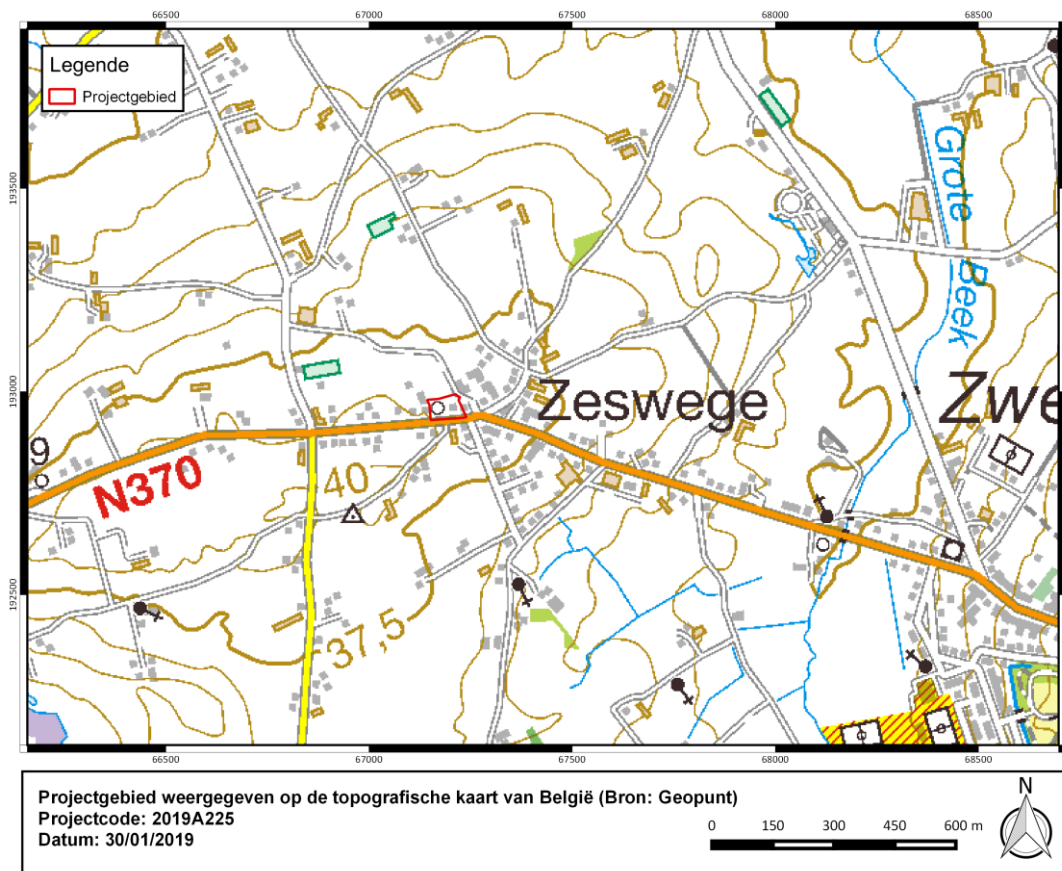 66500 67000 67500 68000 68500
Legende
Projectgebied
193500
193000
192500
Grote Beek
Zeswege
Zwe
9
N370
40
37,5
66500 67000 67500 68000 68500
Projectgebied weergegeven op de topografische kaart van België (Bron: Geopunt)
Projectcode: 2019A225
Datum: 30/01/2019
0 150 300 450 600 m
N